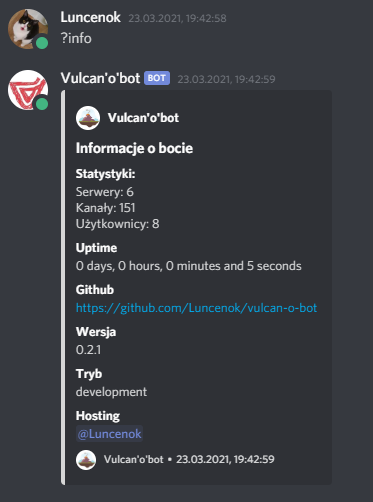 Luncenok 23.03.2021, 19:42:58
?info
Vulcan'o'bot BOT 23.03.2021, 19:42:59
Vulcan'o'bot
Informacje o bocie
Statystyki:
Serwery: 6
Kanały: 151
Użytkownicy: 8
Uptime
0 days, 0 hours, 0 minutes and 5 seconds
Github
https://github.com/Luncenok/vulcan-o-bot
Wersja
0.2.1
Tryb
development
Hosting
@Luncenok
Vulcan'o'bot • 23.03.2021, 19:42:59